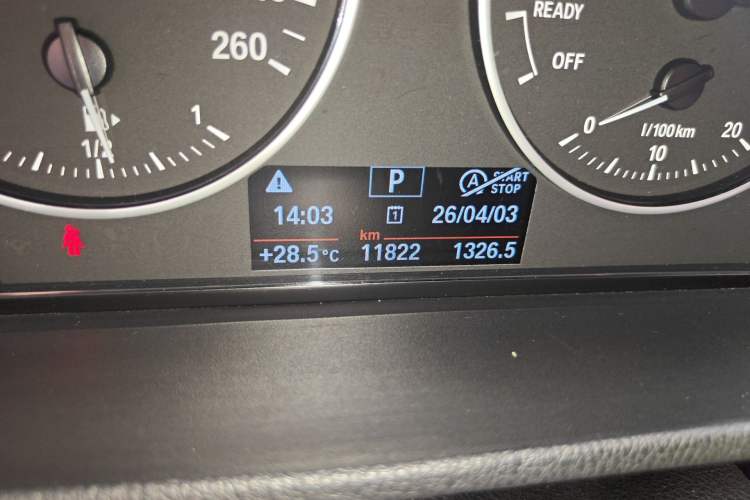 260
READY
OFF
1/2
1
0
l/100km
10
20
P
A START STOP
14:03
1
26/04/03
km
+28.5°C
11822
1326.5